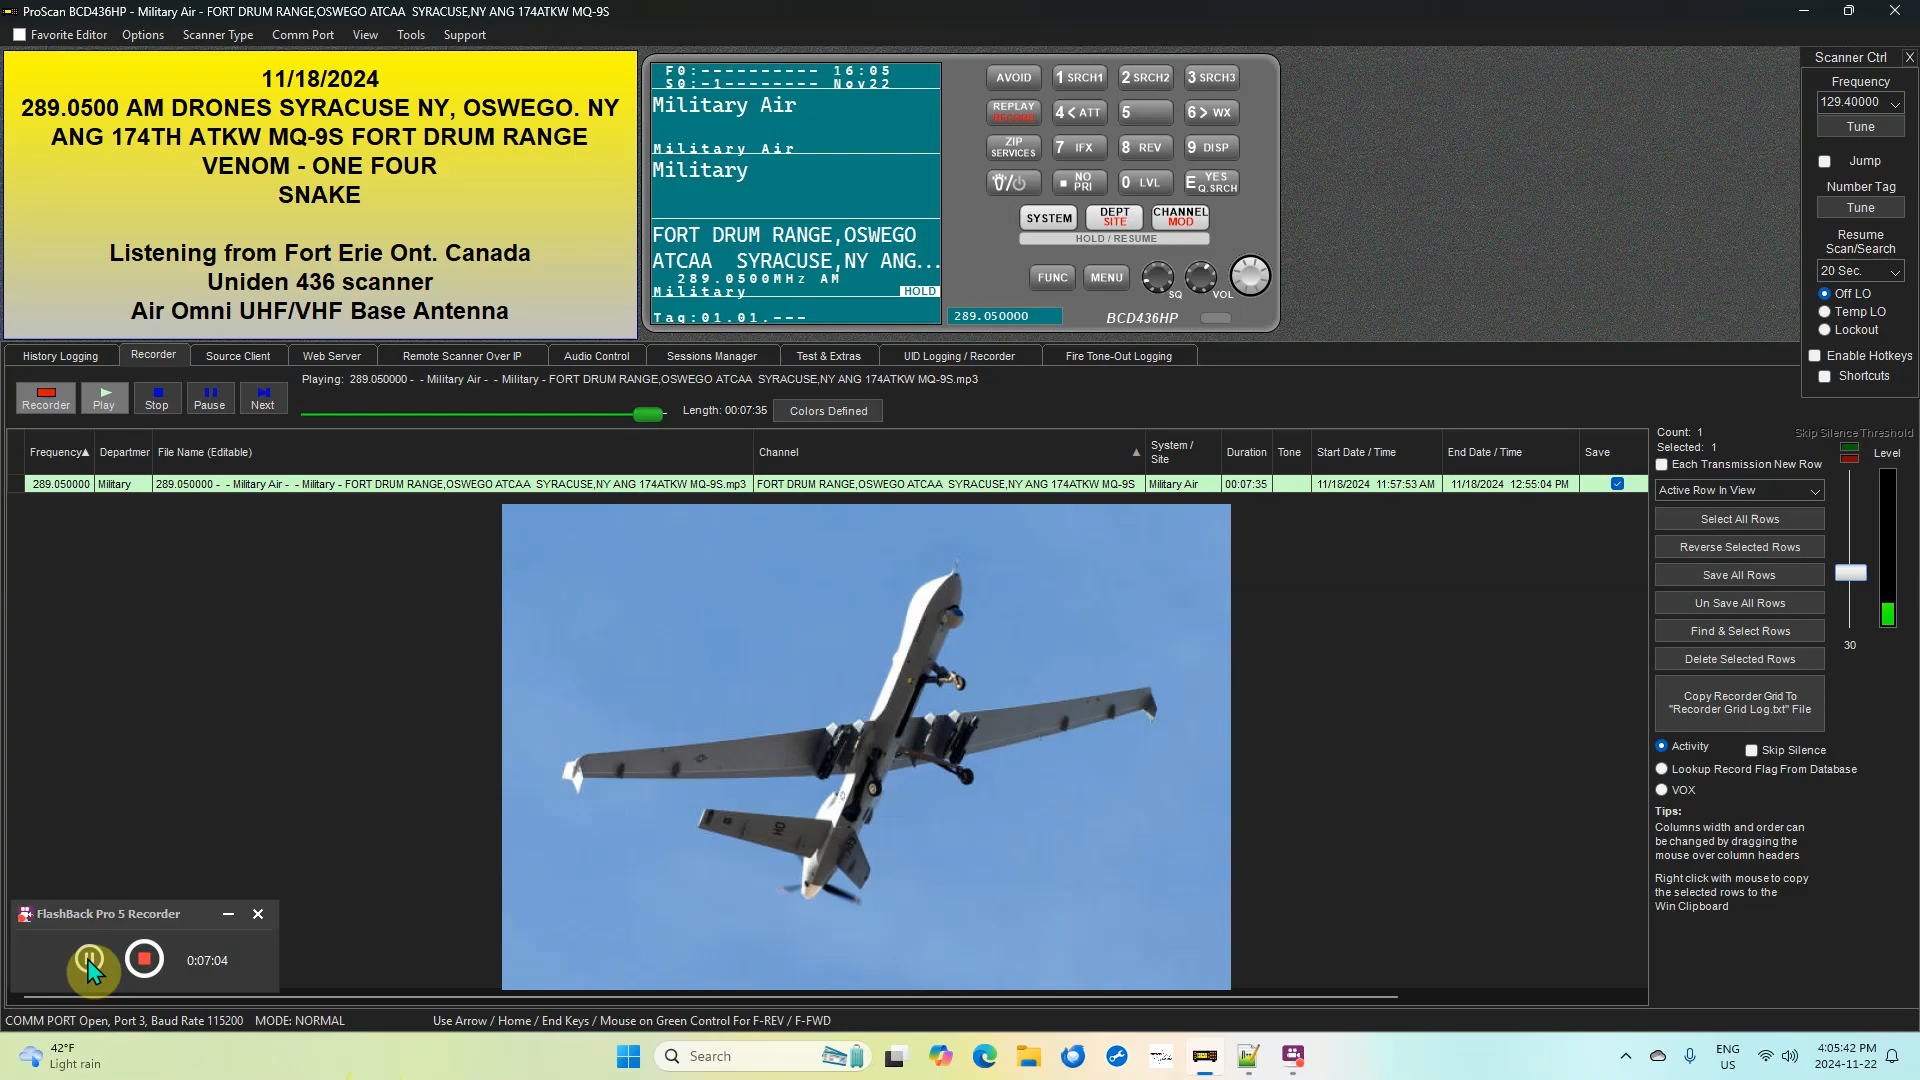 ProScan BCD436HP - Military Air - FORT DRUM RANGE,OSWEGO ATCAA  SYRACUSE,NY ANG 174ATKW MQ-9S
Favorite Editor Options Scanner Type Comm Port View Tools Support
11/18/2024
289.0500 AM DRONES SYRACUSE NY, OSWEGO. NY
ANG 174TH ATKW MQ-9S FORT DRUM RANGE
VENOM - ONE FOUR
SNAKE
Listening from Fort Erie Ont. Canada
Uniden 436 scanner
Air Omni UHF/VHF Base Antenna
F0:---------- 16:05
S0:-1-------- Nov22
Military Air
Military Air
Military
FORT DRUM RANGE,OSWEGO
ATCAA  SYRACUSE,NY ANG...
289.0500MHz AM
Military HOLD
Tag:01.01.---
AVOID 1 SRCH1 2 SRCH2 3 SRCH3
REPLAY RECORD 4 < ATT 5 6 > WX
ZIP SERVICES 7 IFX 8 REV 9 DISP
NO PRI 0 LVL E YES Q.SRCH
SYSTEM DEPT SITE CHANNEL MOD
HOLD / RESUME
FUNC MENU SQ VOL
289.050000 BCD436HP
Scanner Ctrl X
Frequency
129.40000
Tune
Jump
Number Tag
Tune
Resume
Scan/Search
20 Sec.
Off LO
Temp LO
Lockout
Enable Hotkeys
Shortcuts
History Logging Recorder Source Client Web Server Remote Scanner Over IP Audio Control Sessions Manager Test & Extras UID Logging / Recorder Fire Tone-Out Logging
Playing: 289.050000 -  - Military Air -  - Military - FORT DRUM RANGE,OSWEGO ATCAA  SYRACUSE,NY ANG 174ATKW MQ-9S.mp3
Recorder Play Stop Pause Next
Length: 00:07:35 Colors Defined
Frequency Departmer File Name (Editable) Channel System / Site Duration Tone Start Date / Time End Date / Time Save
289.050000 Military 289.050000 -  - Military Air -  - Military - FORT DRUM RANGE,OSWEGO ATCAA  SYRACUSE,NY ANG 174ATKW MQ-9S.mp3 FORT DRUM RANGE,OSWEGO ATCAA  SYRACUSE,NY ANG 174ATKW MQ-9S Military Air 00:07:35 11/18/2024 11:57:53 AM 11/18/2024 12:55:04 PM
Count: 1 Skip Silence Threshold
Selected: 1 Level
Each Transmission New Row
Active Row In View
Select All Rows
Reverse Selected Rows
Save All Rows
Un Save All Rows
Find & Select Rows
30
Delete Selected Rows
Copy Recorder Grid To
"Recorder Grid Log.txt" File
Activity Skip Silence
Lookup Record Flag From Database
VOX
Tips:
Columns width and order can
be changed by dragging the
mouse over column headers
Right click with mouse to copy
the selected rows to the
Win Clipboard
HO
FlashBack Pro 5 Recorder
0:07:04
COMM PORT Open, Port 3, Baud Rate 115200 MODE: NORMAL Use Arrow / Home / End Keys / Mouse on Green Control For F-REV / F-FWD
42°F
Light rain
Search
ENG
US
4:05:42 PM
2024-11-22